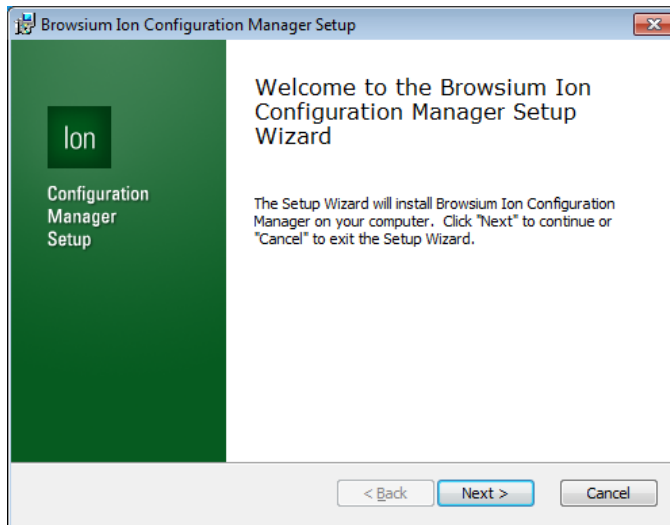 Browsium Ion Configuration Manager Setup
Welcome to the Browsium Ion
Configuration Manager Setup
Wizard
Ion
Configuration
Manager
Setup
The Setup Wizard will install Browsium Ion Configuration
Manager on your computer. Click "Next" to continue or
"Cancel" to exit the Setup Wizard.
< Back
Next >
Cancel